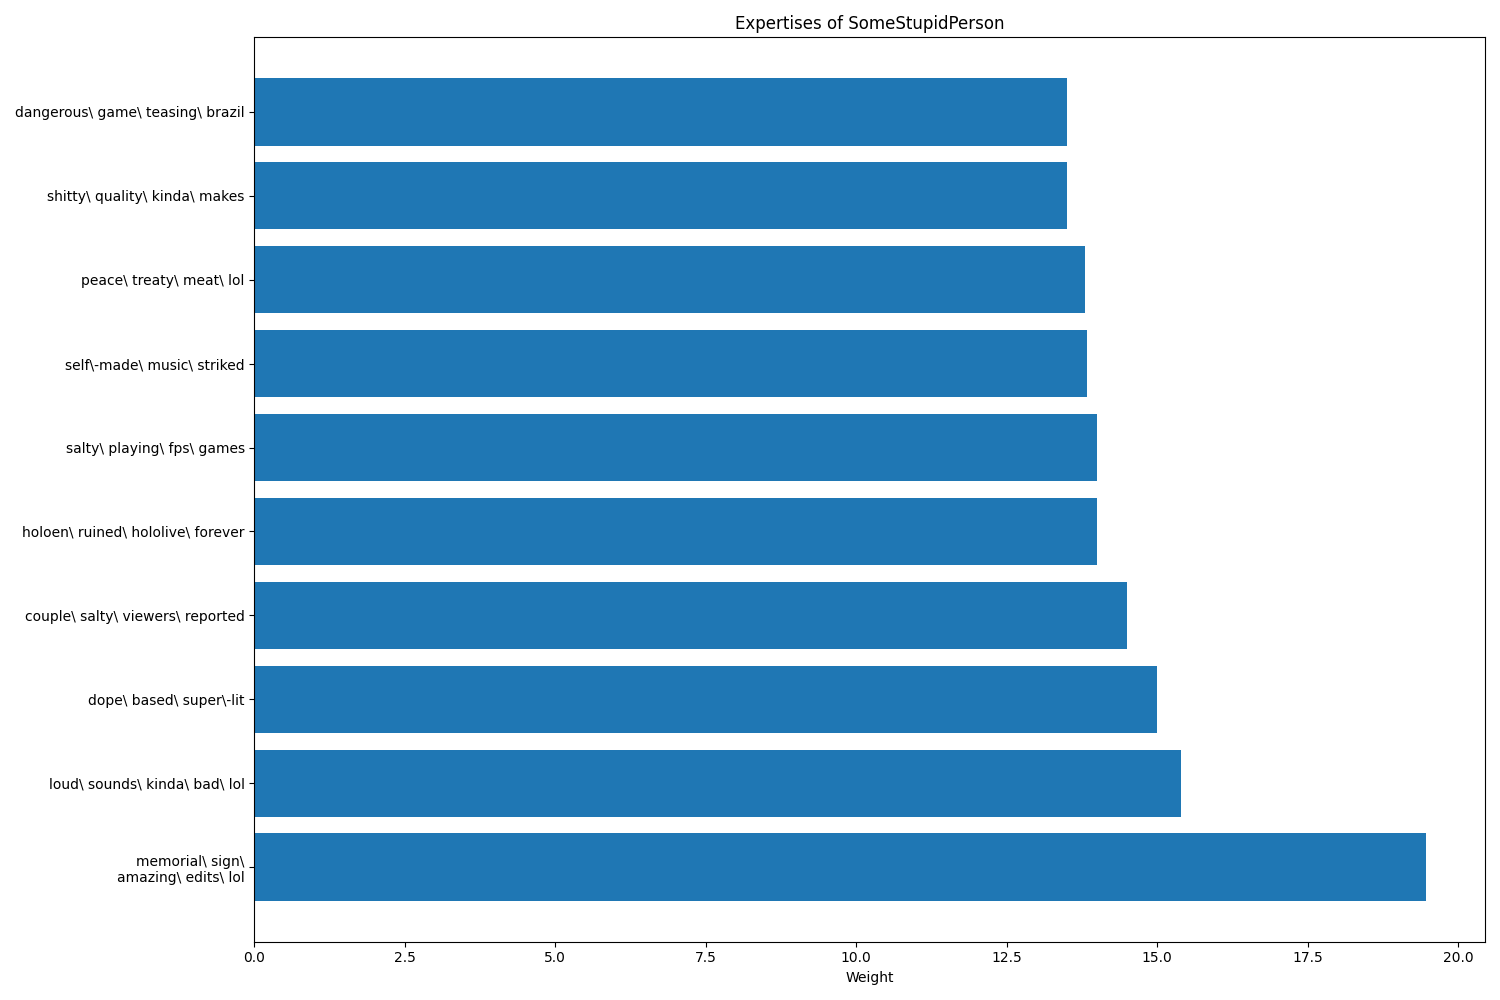 Expertises of SomeStupidPerson
dangerous\ game\ teasing\ brazil
shitty\ quality\ kinda\ makes
peace\ treaty\ meat\ lol
self\-made\ music\ striked
salty\ playing\ fps\ games
holoen\ ruined\ hololive\ forever
couple\ salty\ viewers\ reported
dope\ based\ super\-lit
loud\ sounds\ kinda\ bad\ lol
memorial\ sign\
amazing\ edits\ lol
0.0 2.5 5.0 7.5 10.0 12.5 15.0 17.5 20.0
Weight